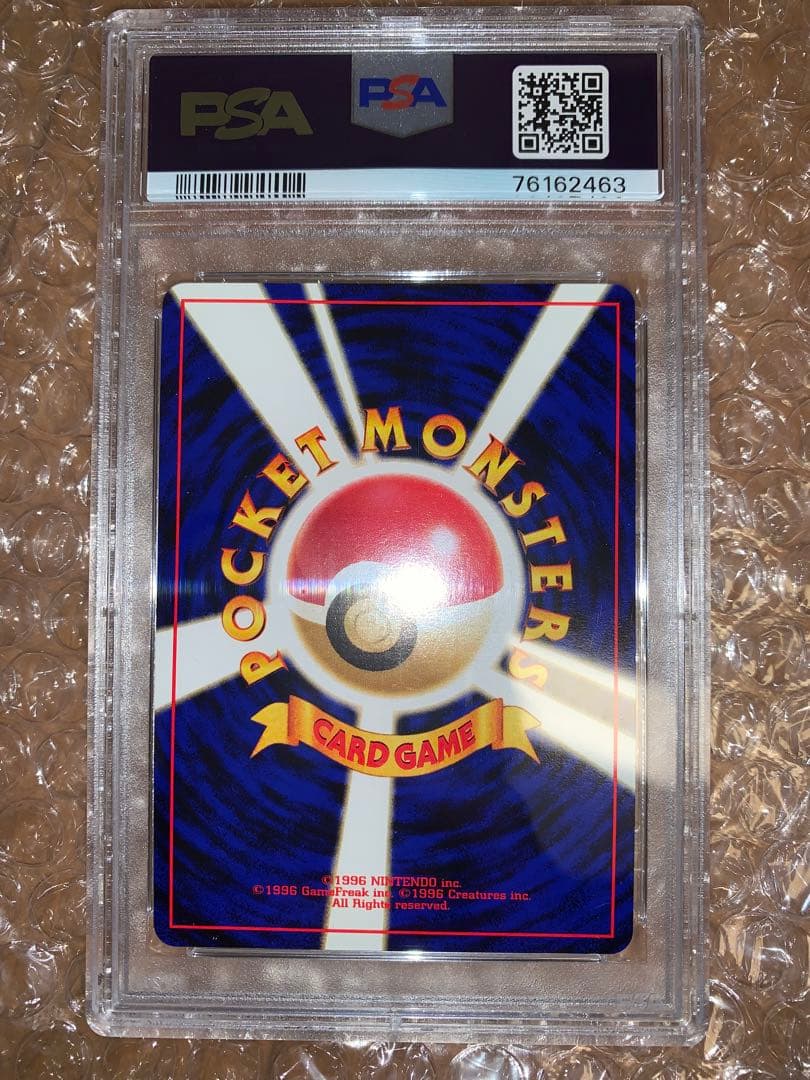 PSA
PSA
76162463
POCKET MONSTERS
CARD GAME
©1996 NINTENDO inc.
©1996 GameFreak inc. ©1996 Creatures inc.
All Rights reserved.